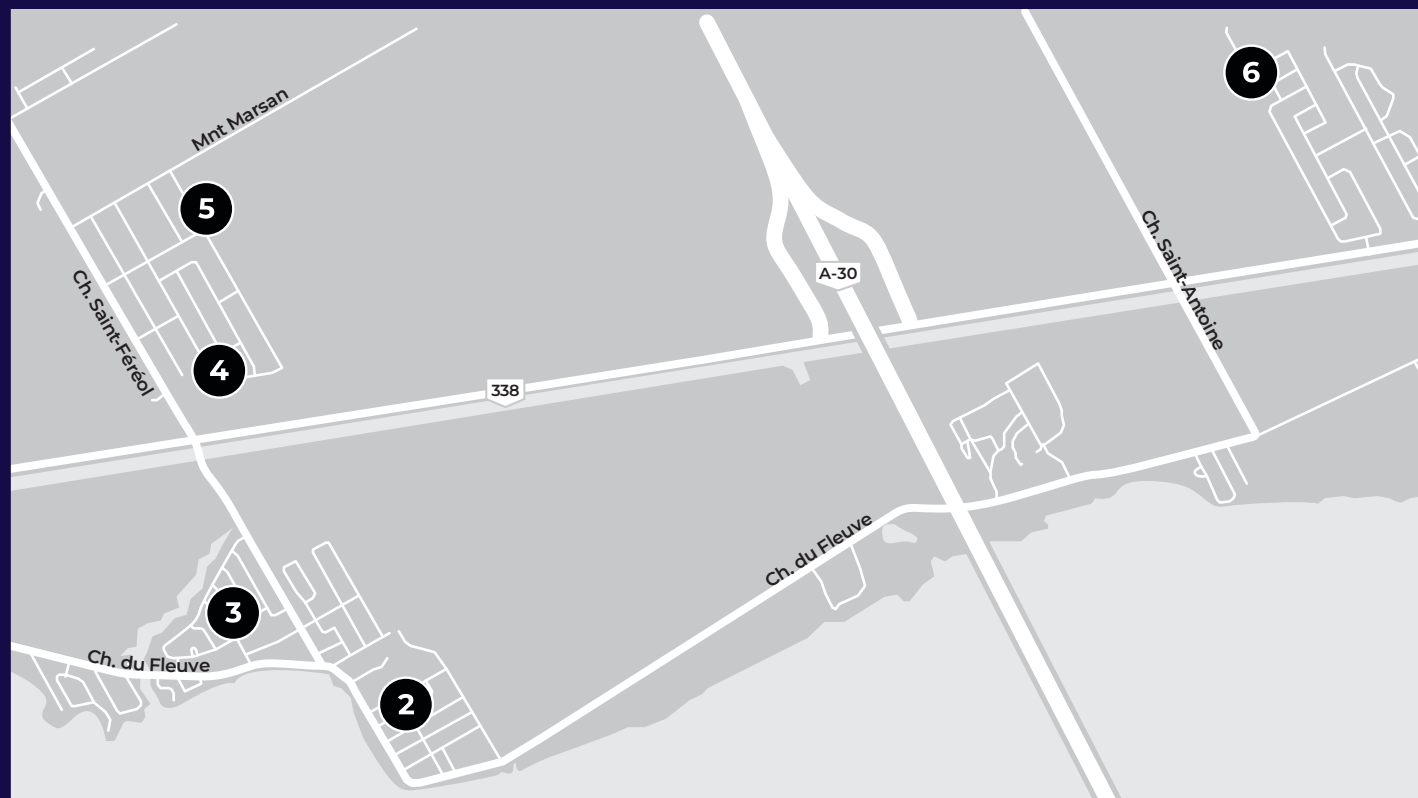 6
Mnt Marsan
5
Ch. Saint-Antoine
A-30
Ch. Saint-Féréol
4
338
Ch. du Fleuve
3
Ch. du Fleuve
2